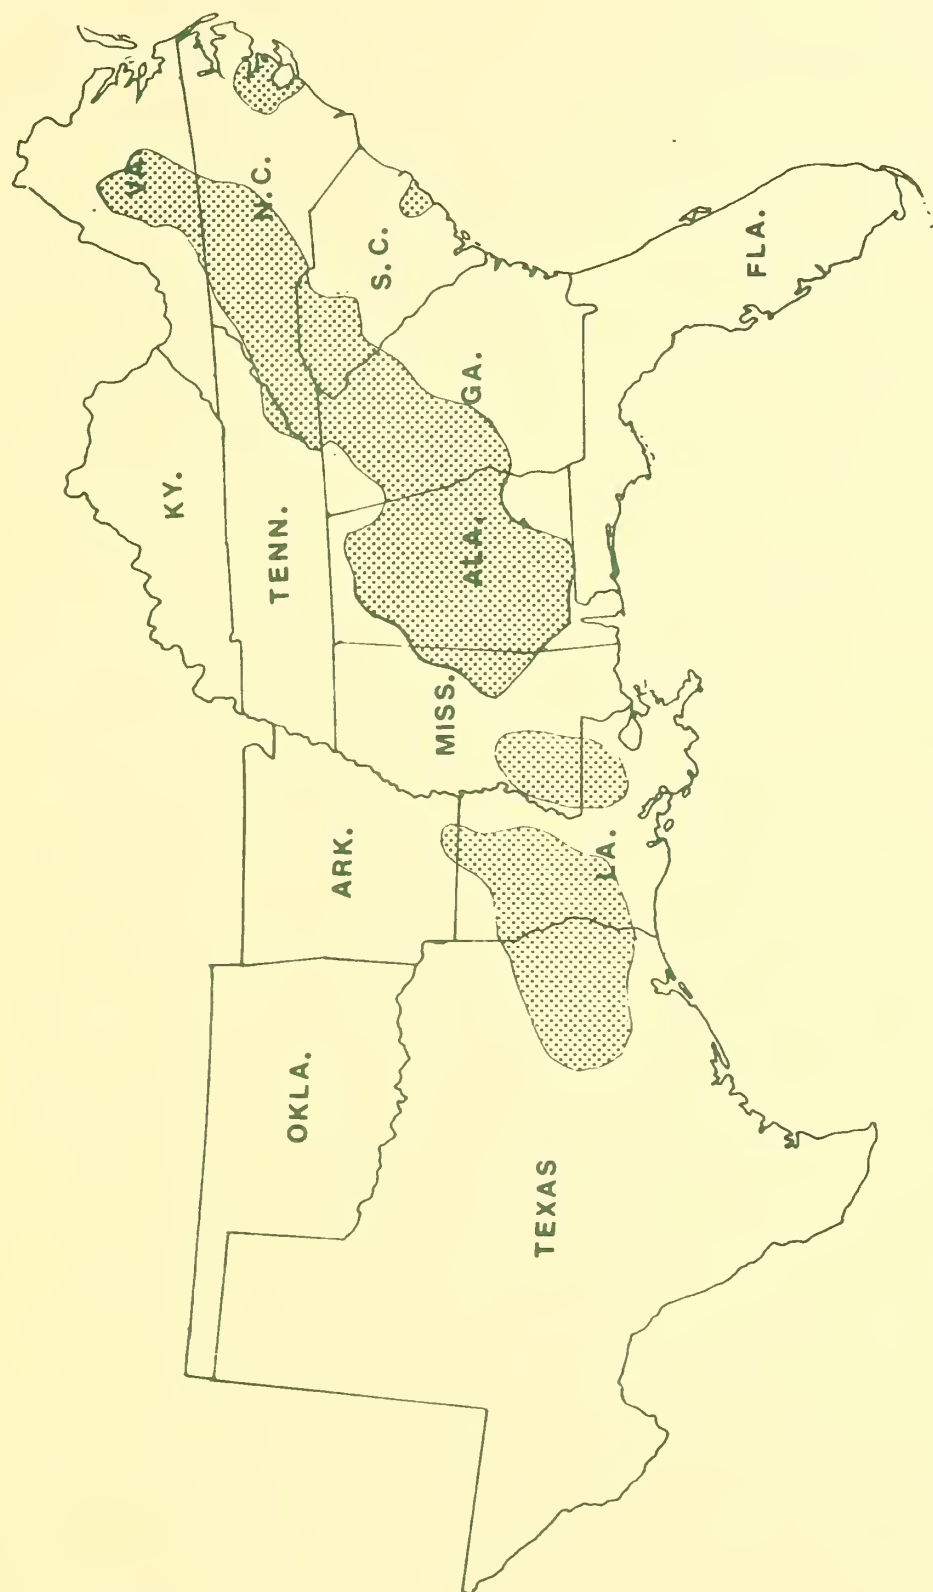 VA.
KY.
N.C.
TENN.
S.C.
OKLA.
ARK.
MISS.
ALA.
GA.
TEXAS
LA.
FLA.